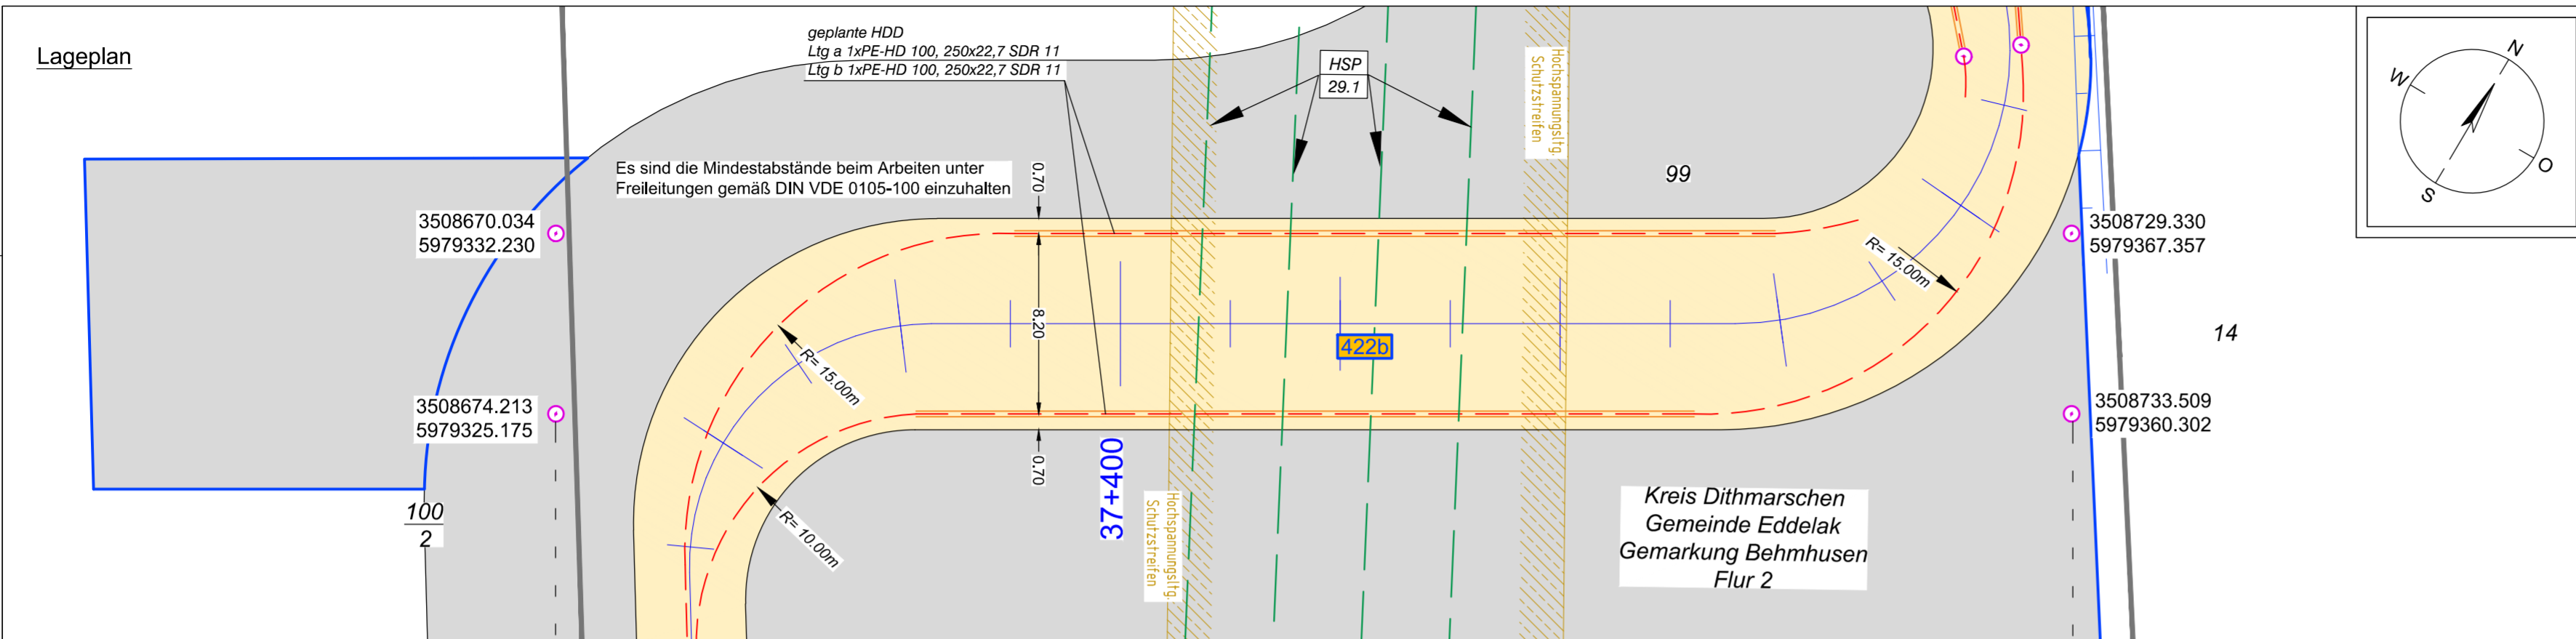 Lageplan
geplante HDD
Ltg a 1xPE-HD 100, 250x22,7 SDR 11
Ltg b 1xPE-HD 100, 250x22,7 SDR 11
HSP
29.1
Hochspannungsltg.
Schutzstreifen
N
W
O
S
Es sind die Mindestabstände beim Arbeiten unter
Freileitungen gemäß DIN VDE 0105-100 einzuhalten
0.70
99
3508670.034
5979332.230
3508729.330
5979367.357
R= 15.00m
8.20
422b
14
R= 15.00m
3508674.213
5979325.175
3508733.509
5979360.302
0.70
37+400
R= 10.00m
100
2
Hochspannungsltg.
Schutzstreifen
Kreis Dithmarschen
Gemeinde Eddelak
Gemarkung Behmhusen
Flur 2